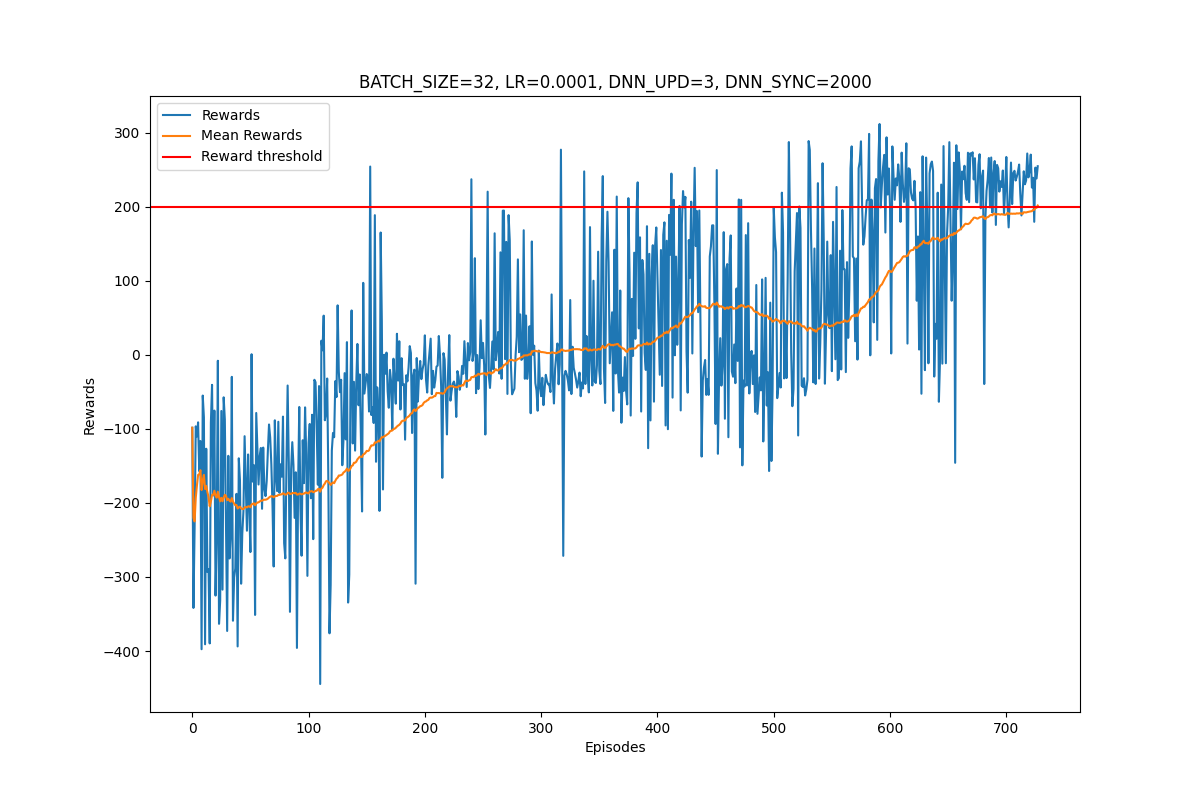 BATCH_SIZE=32, LR=0.0001, DNN_UPD=3, DNN_SYNC=2000
Rewards
Mean Rewards
Reward threshold
300
200
100
0
−100
−200
−300
−400
Rewards
0 100 200 300 400 500 600 700
Episodes